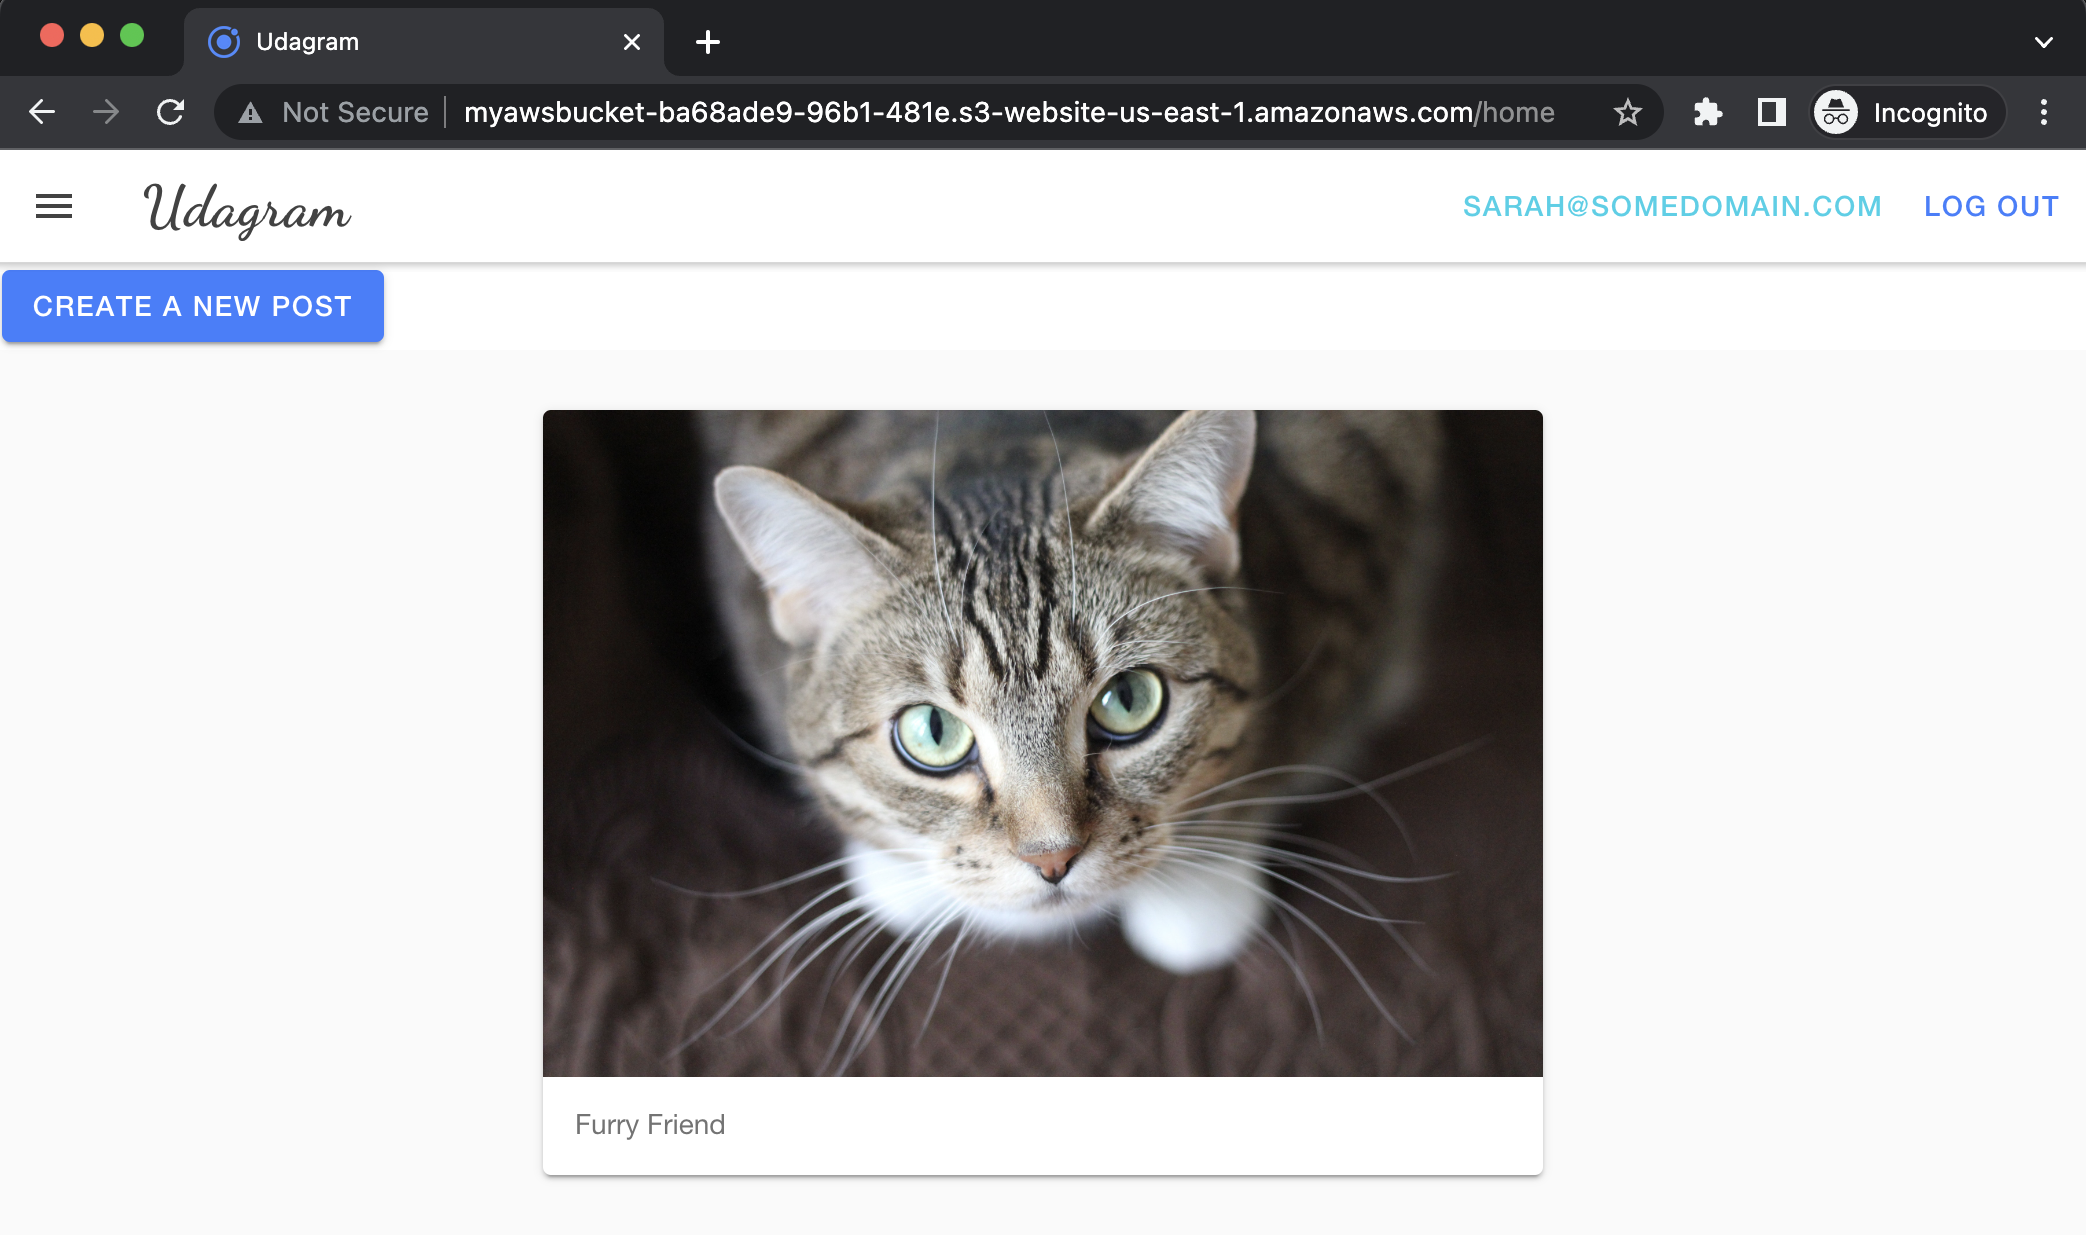 Udagram
Not Secure
myawsbucket-ba68ade9-96b1-481e.s3-website-us-east-1.amazonaws.com/home
Incognito
Udagram
SARAH@SOMEDOMAIN.COM
LOG OUT
CREATE A NEW POST
Furry Friend